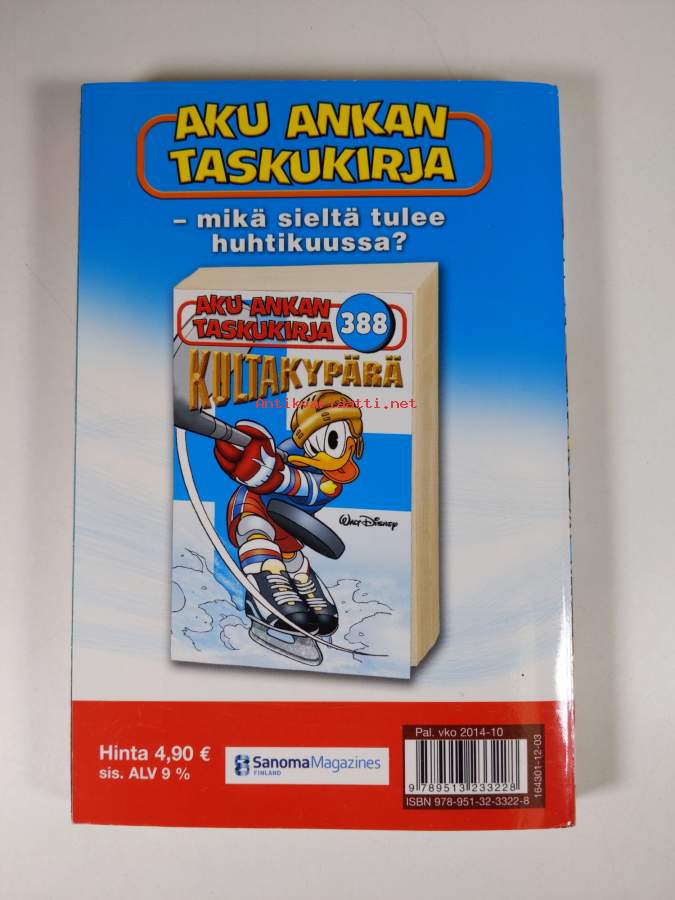 AKU ANKAN
TASKUKIRJA
– mikä sieltä tulee
huhtikuussa?
AKU ANKAN
TASKUKIRJA
388
KULTAKYPÄRÄ
Antikvariaatti.net
Walt Disney
Hinta 4,90 €
sis. ALV 9 %
SanomaMagazines
FINLAND
Pal. vko 2014-10
9 789513 233228
ISBN 978-951-32-3322-8
164301-12-03